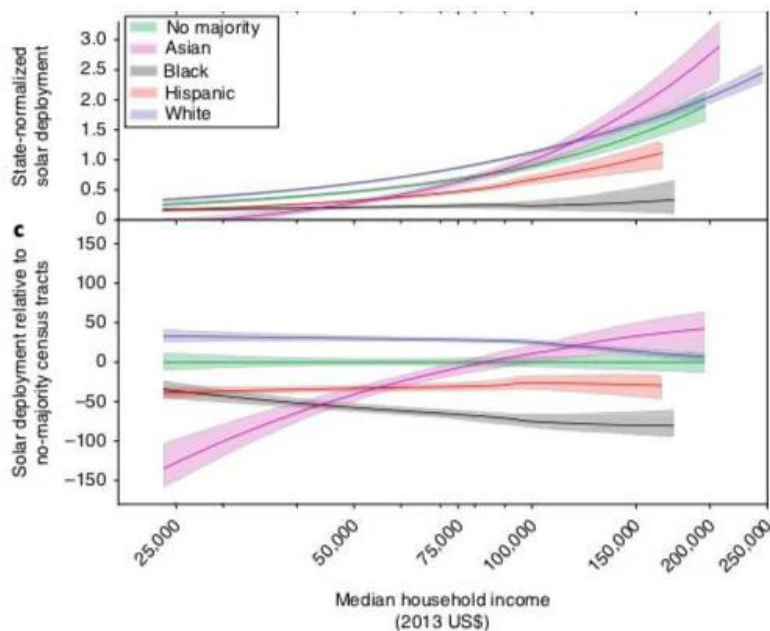 3.0
2.5
2.0
1.5
1.0
0.5
0
State-normalized
solar deployment
No majority
Asian
Black
Hispanic
White
c
150
100
50
0
−50
−100
−150
Solar deployment relative to
no-majority census tracts
25,000
50,000
75,000
100,000
150,000
200,000
250,000
Median household income
(2013 US$)